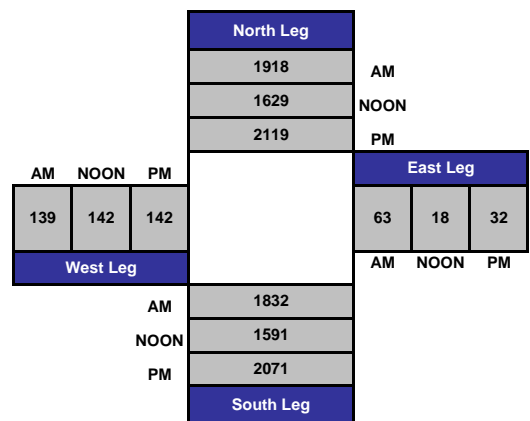 North Leg
1918 AM
1629 NOON
2119 PM
AM NOON PM
East Leg
139 142 142
63 18 32
West Leg
AM NOON PM
AM 1832
NOON 1591
PM 2071
South Leg